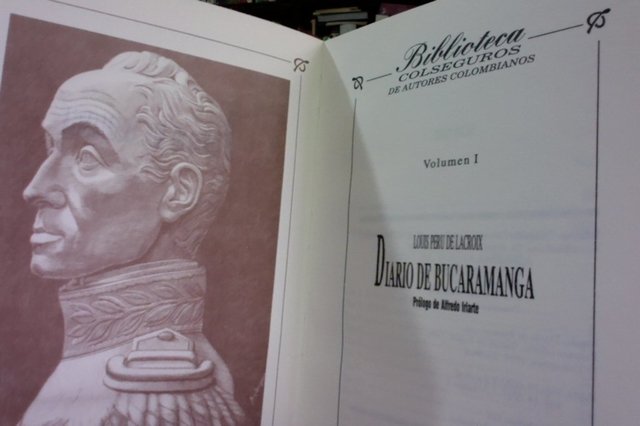 Biblioteca
COLSEGUROS
DE AUTORES COLOMBIANOS
Volumen I
LOUIS PERU DE LACROIX
DIARIO DE BUCARAMANGA
Prólogo de Alfredo Iriarte